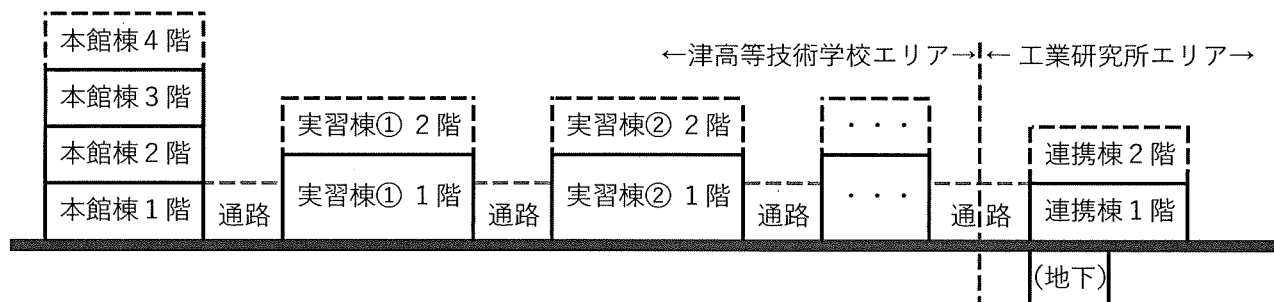 本館棟4階
←津高等技術学校エリア→
← 工業研究所エリア→
本館棟3階
実習棟① 2階
実習棟② 2階
・・・
本館棟2階
連携棟2階
本館棟1階
通路
実習棟① 1階
通路
実習棟② 1階
通路
・・・
通路
連携棟1階
(地下)